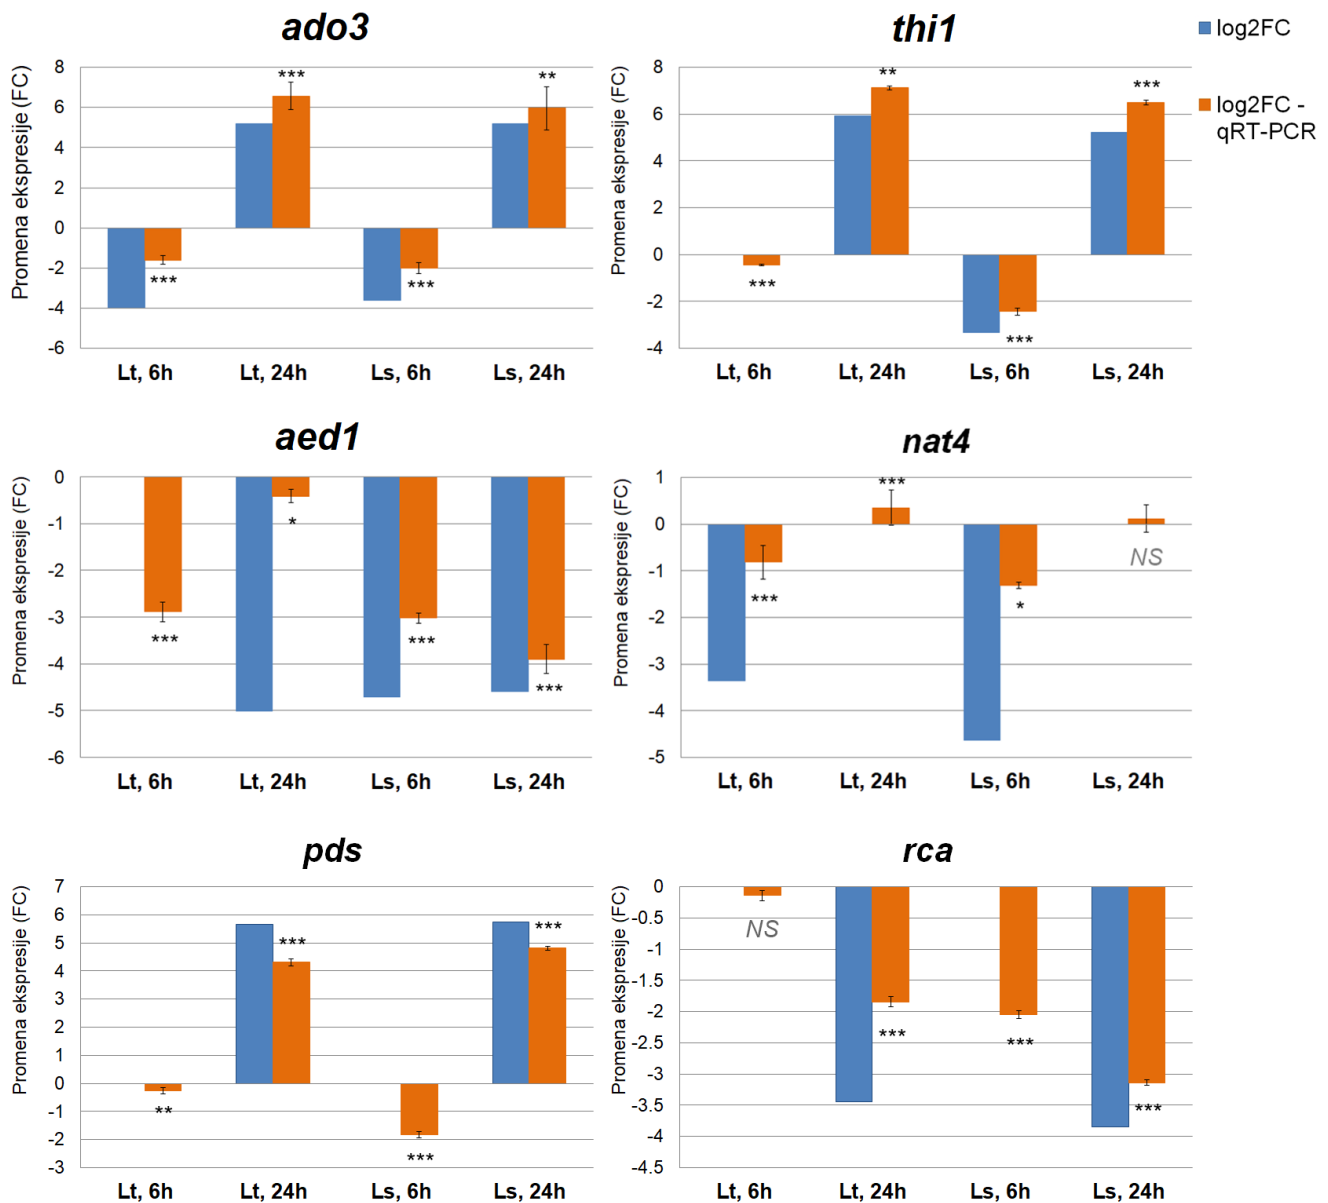 ado3
Promena ekspresije (FC)
8
6
4
2
0
-2
-4
-6
***
***
***
**
Lt, 6h
Lt, 24h
Ls, 6h
Ls, 24h
thi1
Promena ekspresije (FC)
8
6
4
2
0
-2
-4
***
**
***
***
Lt, 6h
Lt, 24h
Ls, 6h
Ls, 24h
log2FC
log2FC -
qRT-PCR
aed1
Promena ekspresije (FC)
0
-1
-2
-3
-4
-5
-6
***
*
***
***
Lt, 6h
Lt, 24h
Ls, 6h
Ls, 24h
nat4
Promena ekspresije (FC)
1
0
-1
-2
-3
-4
-5
***
***
*
NS
Lt, 6h
Lt, 24h
Ls, 6h
Ls, 24h
pds
Promena ekspresije (FC)
7
6
5
4
3
2
1
0
-1
-2
-3
**
***
***
***
Lt, 6h
Lt, 24h
Ls, 6h
Ls, 24h
rca
Promena ekspresije (FC)
0
-0.5
-1
-1.5
-2
-2.5
-3
-3.5
-4
-4.5
NS
***
***
***
Lt, 6h
Lt, 24h
Ls, 6h
Ls, 24h